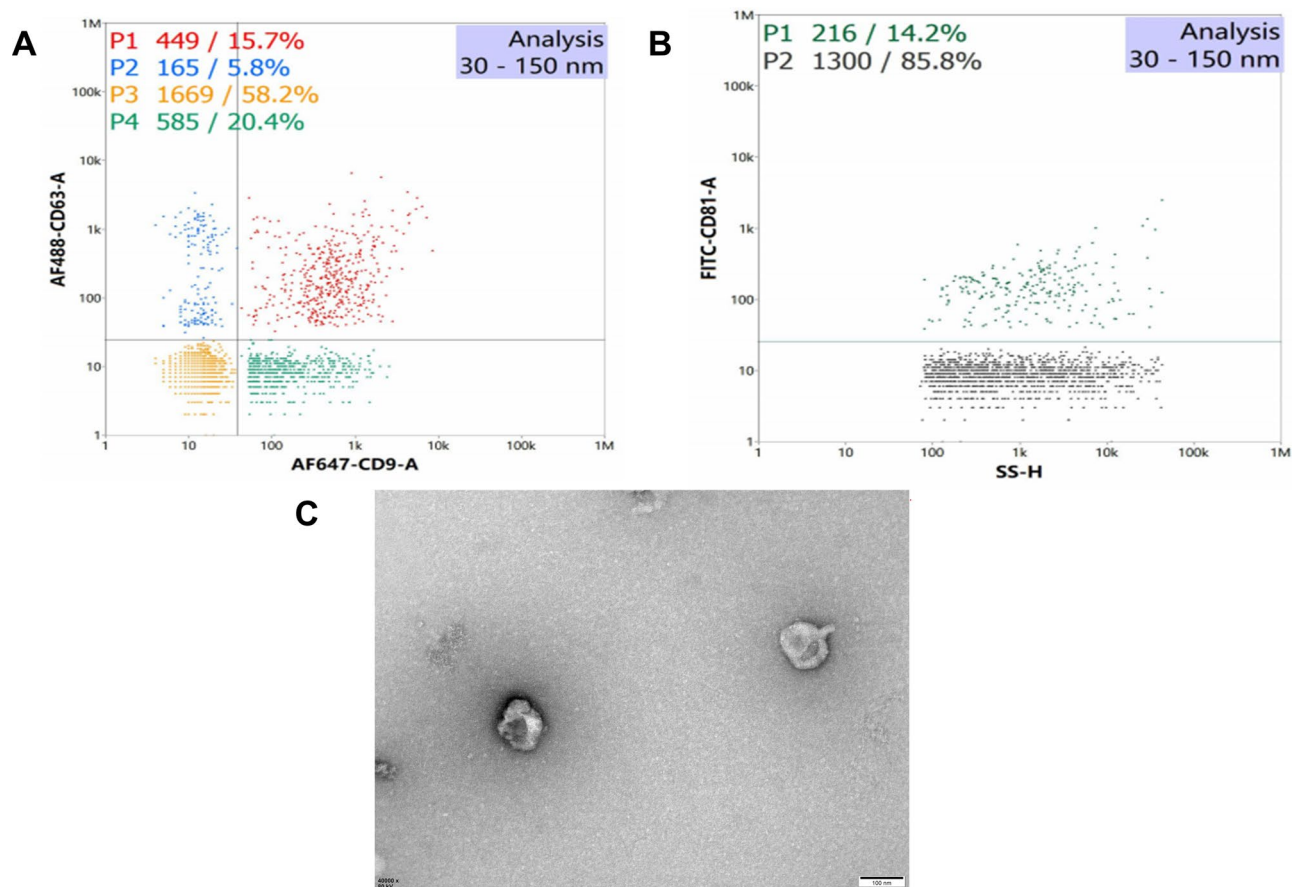 A
P1 449 / 15.7%
P2 165 / 5.8%
P3 1669 / 58.2%
P4 585 / 20.4%
Analysis
30 - 150 nm
1M
100k
10k
1k
100
10
1
AF488-CD63-A
1 10 100 1k 10k 100k 1M
AF647-CD9-A
B
P1 216 / 14.2%
P2 1300 / 85.8%
Analysis
30 - 150 nm
1M
100k
10k
1k
100
10
1
FITC-CD81-A
1 10 100 1k 10k 100k 1M
SS-H
C
40000 x
100 nm